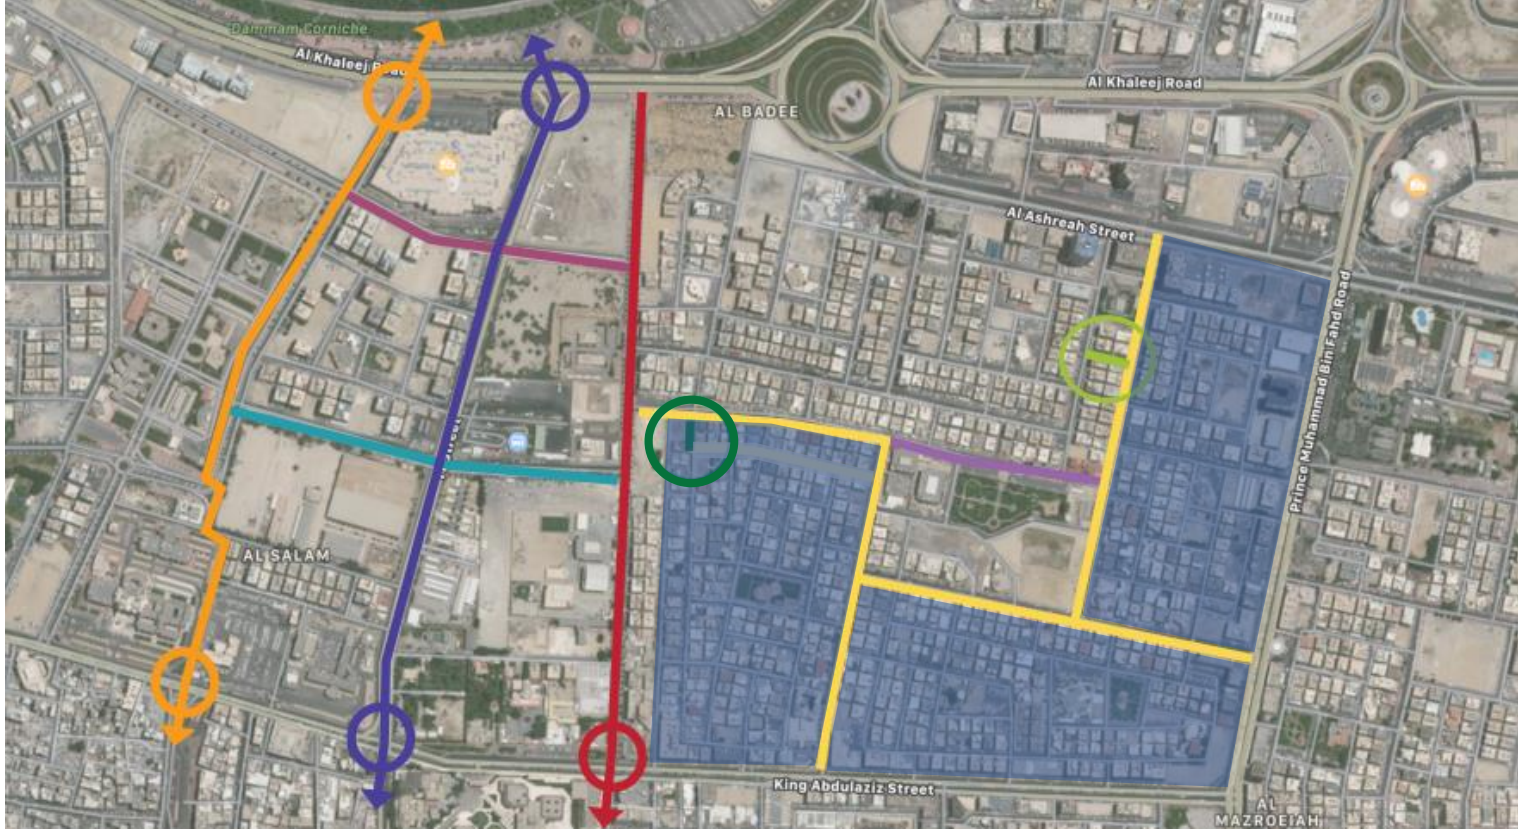 Dammam Corniche
Al Khaleej Road
Al Khaleej Road
AL BADEE
Al Ashreah Street
Prince Muhammad Bin Fahd Road
Street
AL SALAM
King Abdulaziz Street
AL
MAZROEIAH